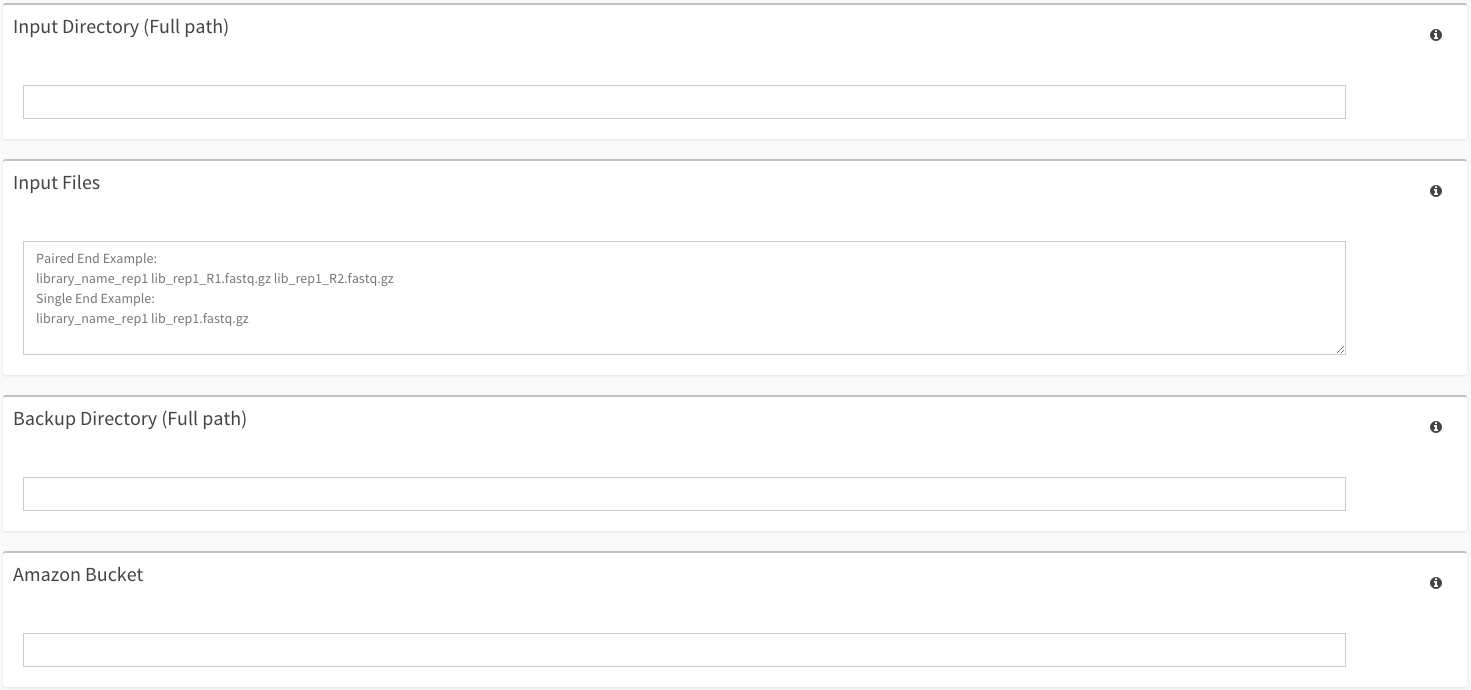 Input Directory (Full path)
Input Files
Paired End Example:
library_name_rep1 lib_rep1_R1.fastq.gz lib_rep1_R2.fastq.gz
Single End Example:
library_name_rep1 lib_rep1.fastq.gz
Backup Directory (Full path)
Amazon Bucket